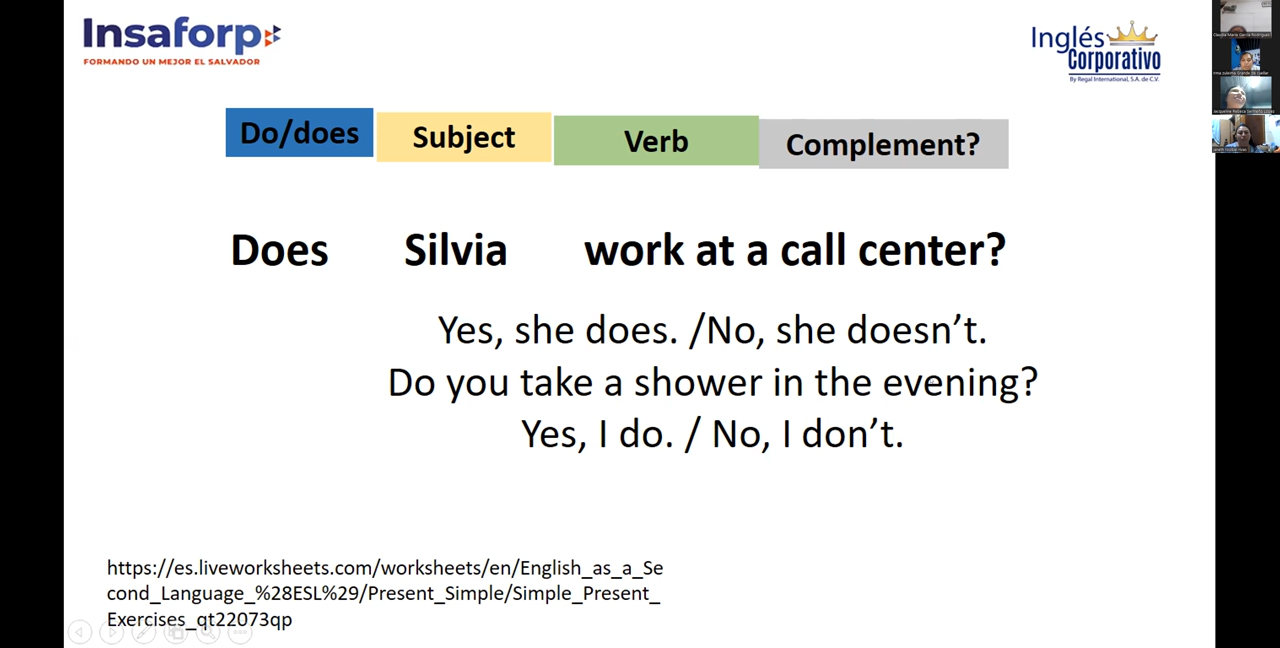 Insaforp
FORMANDO UN MEJOR EL SALVADOR
Inglés
Corporativo
By Regal International, S.A. de C.V.
Do/does Subject Verb Complement?
Does Silvia work at a call center?
Yes, she does. /No, she doesn’t.
Do you take a shower in the evening?
Yes, I do. / No, I don’t.
https://es.liveworksheets.com/worksheets/en/English_as_a_Se
cond_Language_%28ESL%29/Present_Simple/Simple_Present_
Exercises_qt22073qp